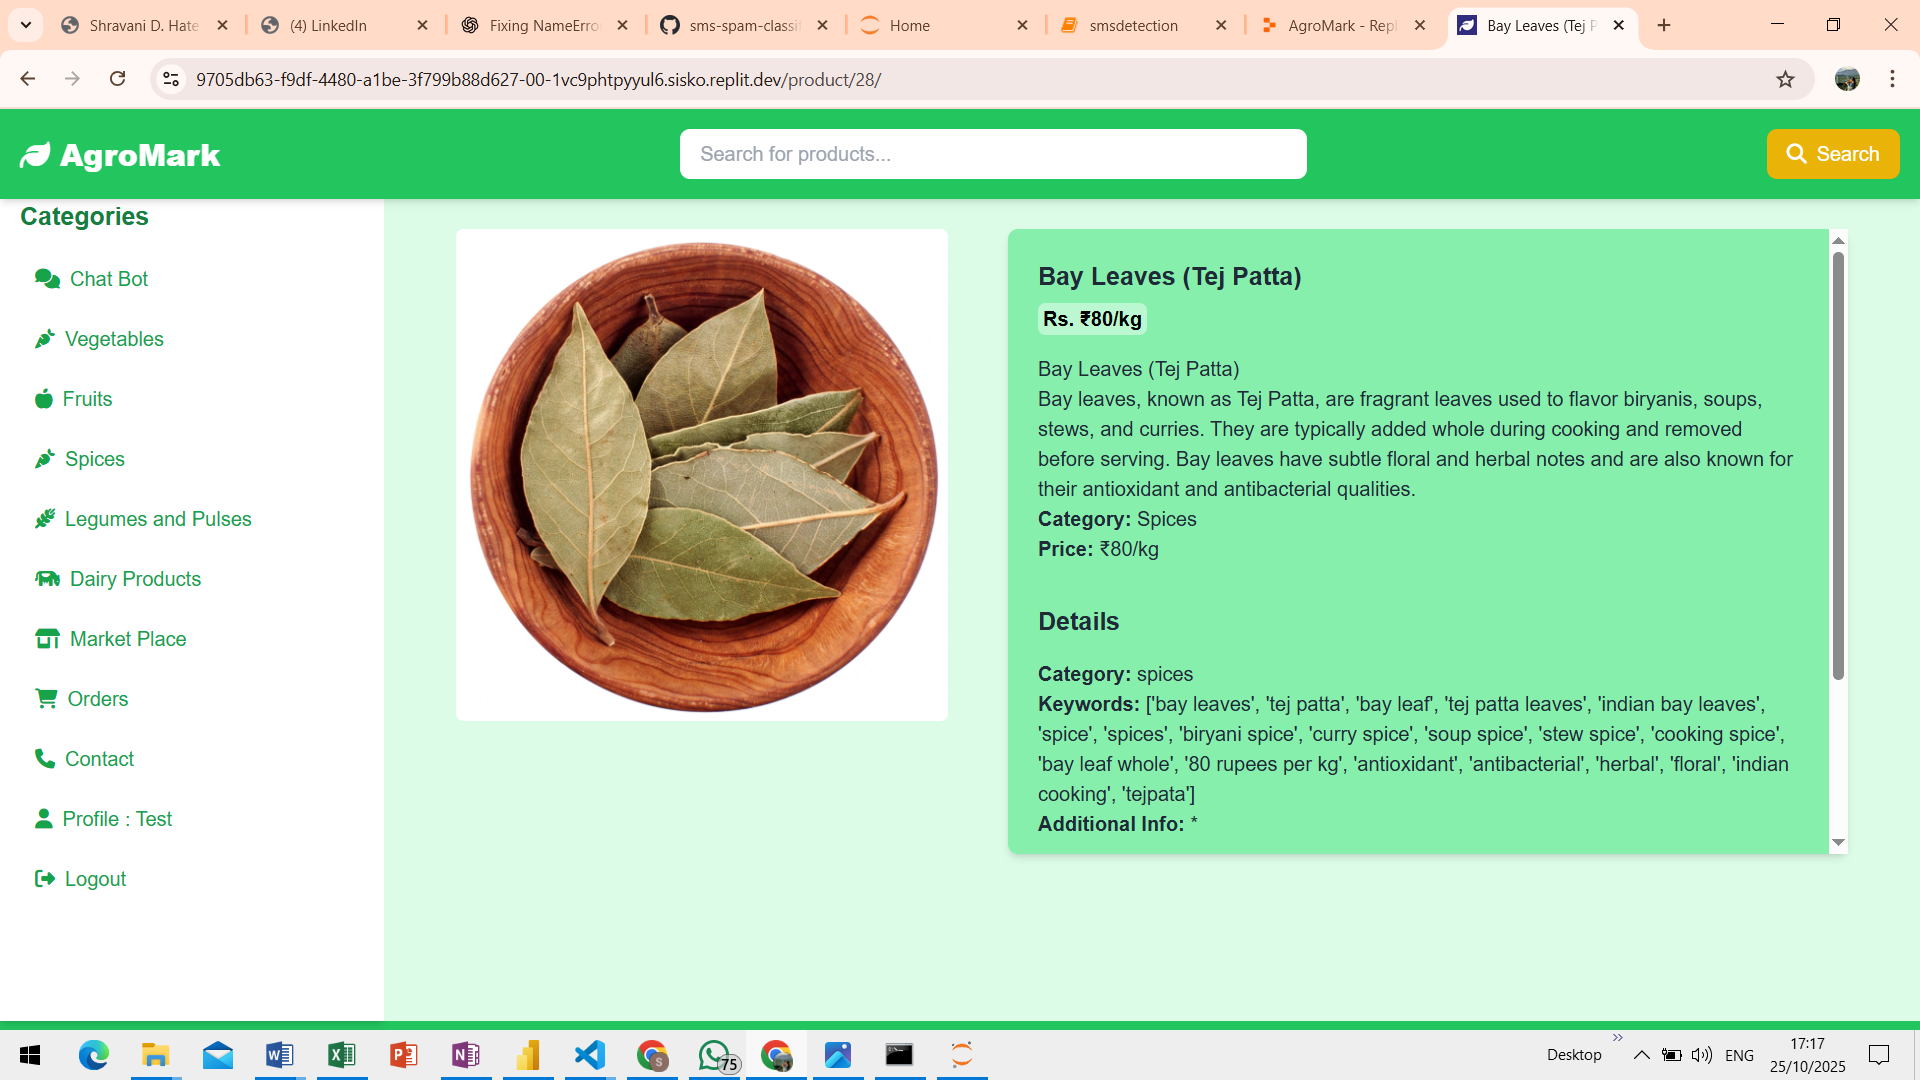 Shravani D. Hate
(4) LinkedIn
Fixing NameErro
sms-spam-classif
Home
smsdetection
AgroMark - Repl
Bay Leaves (Tej P
9705db63-f9df-4480-a1be-3f799b88d627-00-1vc9phtpyyul6.sisko.replit.dev/product/28/
AgroMark
Search for products...
Search
Categories
Chat Bot
Vegetables
Fruits
Spices
Legumes and Pulses
Dairy Products
Market Place
Orders
Contact
Profile : Test
Logout
Bay Leaves (Tej Patta)
Rs. ₹80/kg
Bay Leaves (Tej Patta)
Bay leaves, known as Tej Patta, are fragrant leaves used to flavor biryanis, soups,
stews, and curries. They are typically added whole during cooking and removed
before serving. Bay leaves have subtle floral and herbal notes and are also known for
their antioxidant and antibacterial qualities.
Category: Spices
Price: ₹80/kg
Details
Category: spices
Keywords: ['bay leaves', 'tej patta', 'bay leaf', 'tej patta leaves', 'indian bay leaves',
'spice', 'spices', 'biryani spice', 'curry spice', 'soup spice', 'stew spice', 'cooking spice',
'bay leaf whole', '80 rupees per kg', 'antioxidant', 'antibacterial', 'herbal', 'floral', 'indian
cooking', 'tejpata']
Additional Info: *
75
Desktop
ENG
17:17
25/10/2025